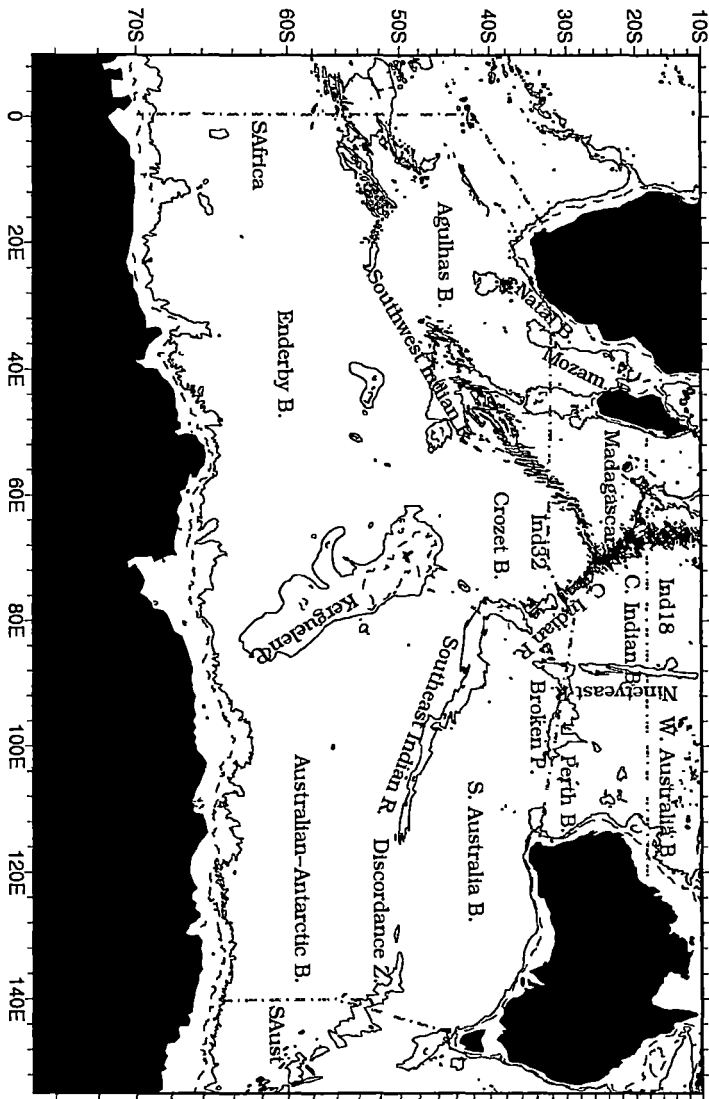 10S
20S
30S
40S
50S
60S
70S
0
20E
40E
60E
80E
100E
120E
140E
Ind18
W. Australia B.
Ninetyeast R.
C. Indian B.
Madagascar
Mozam
Natal B.
Perth B.
Broken P.
Ind32
C. Indian R
Crozet B.
Agulhas B.
Southwest Indian R.
S. Australia B.
Southeast Indian R
Discordance Z.
Kerguelen P.
Enderby B.
Australian-Antarctic B.
SAfrica
SAust